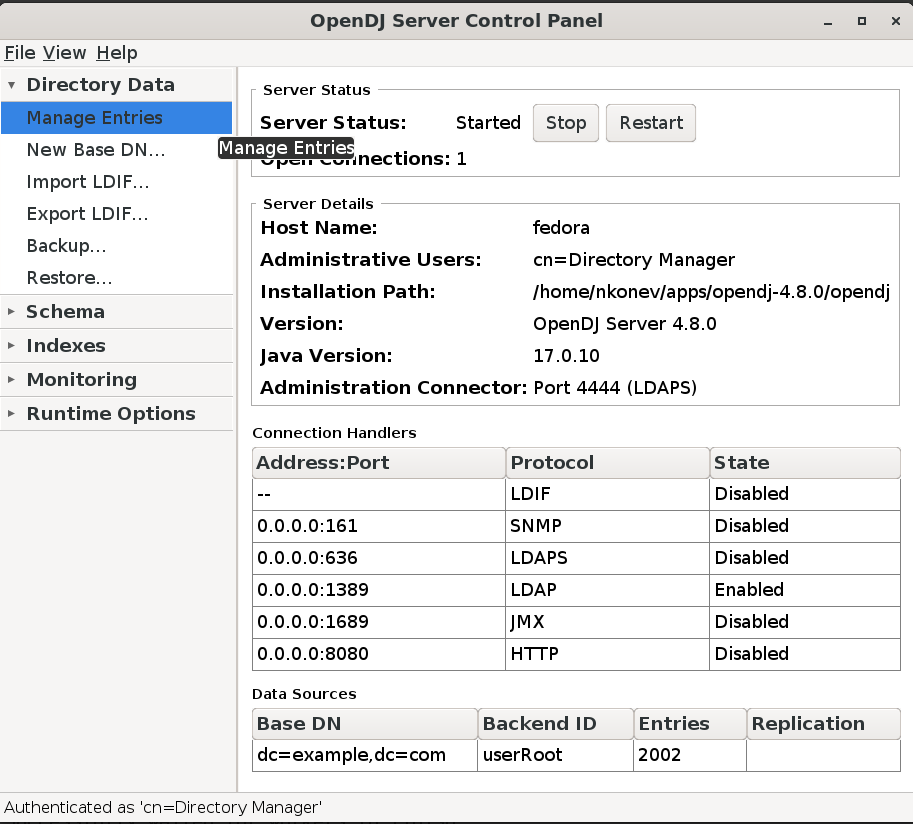 OpenDJ Server Control Panel
File View Help
Directory Data
Manage Entries
New Base DN...
Import LDIF...
Export LDIF...
Backup...
Restore...
Schema
Indexes
Monitoring
Runtime Options
Manage Entries
Server Status
Server Status: Started Stop Restart
Open Connections: 1
Server Details
Host Name: fedora
Administrative Users: cn=Directory Manager
Installation Path: /home/nkonev/apps/opendj-4.8.0/opendj
Version: OpenDJ Server 4.8.0
Java Version: 17.0.10
Administration Connector: Port 4444 (LDAPS)
Connection Handlers
Address:Port Protocol State
-- LDIF Disabled
0.0.0.0:161 SNMP Disabled
0.0.0.0:636 LDAPS Disabled
0.0.0.0:1389 LDAP Enabled
0.0.0.0:1689 JMX Disabled
0.0.0.0:8080 HTTP Disabled
Data Sources
Base DN Backend ID Entries Replication
dc=example,dc=com userRoot 2002
Authenticated as 'cn=Directory Manager'